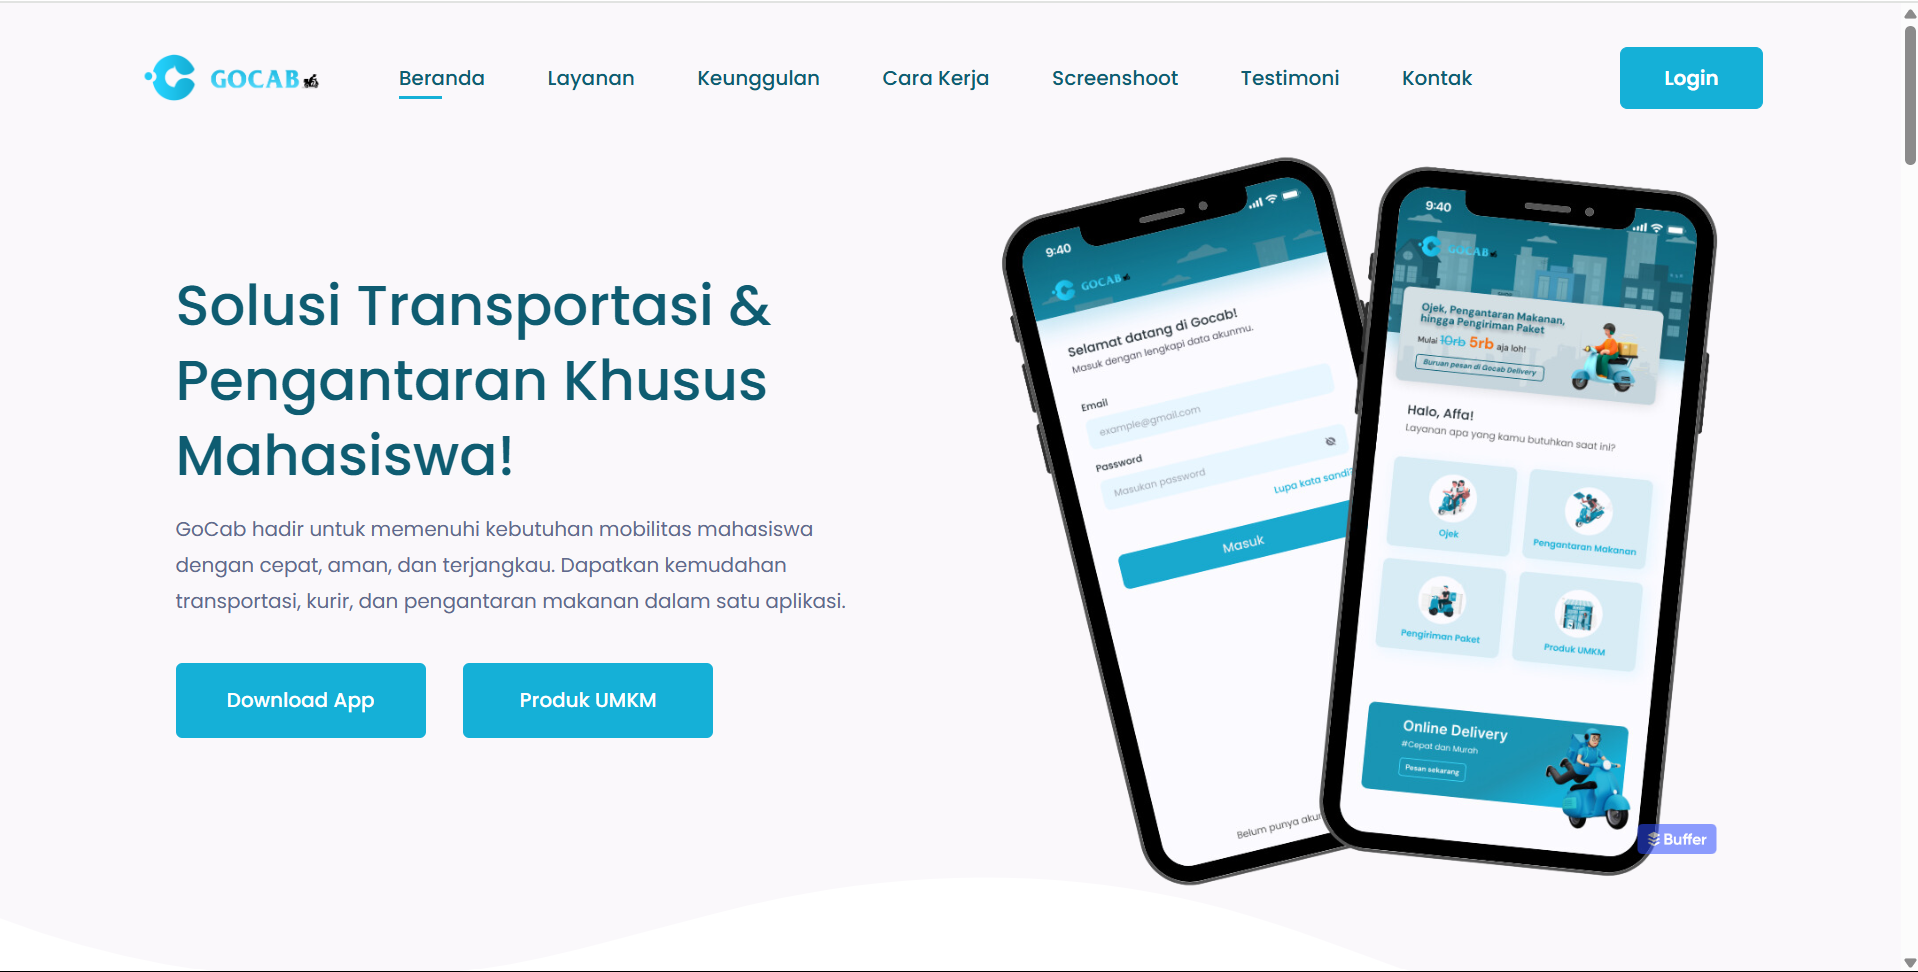 GOCAB
Beranda
Layanan
Keunggulan
Cara Kerja
Screenshoot
Testimoni
Kontak
Login
Solusi Transportasi &
Pengantaran Khusus
Mahasiswa!
GoCab hadir untuk memenuhi kebutuhan mobilitas mahasiswa
dengan cepat, aman, dan terjangkau. Dapatkan kemudahan
transportasi, kurir, dan pengantaran makanan dalam satu aplikasi.
Download App
Produk UMKM
9:40
GOCAB
Selamat datang di Gocab!
Masuk dengan lengkapi data akunmu.
Email
example@gmail.com
Password
Masukan password
Lupa kata sandi?
Masuk
Belum punya akun
9:40
GOCAB
Ojek, Pengantaran Makanan,
hingga Pengiriman Paket
Mulai 10rb 5rb aja loh!
Buruan pesan di Gocab Delivery
Halo, Affa!
Layanan apa yang kamu butuhkan saat ini?
Ojek
Pengantaran Makanan
Pengiriman Paket
Produk UMKM
Online Delivery
#Cepat dan Murah
Pesan sekarang
Buffer